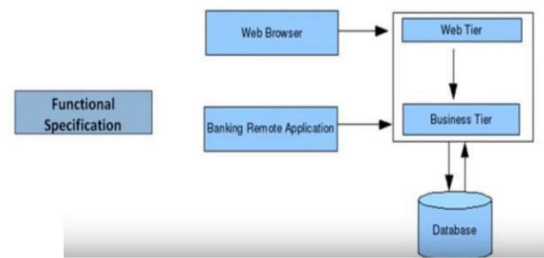 Web Browser
Web Tier
Functional
Specification
Banking Remote Application
Business Tier
Database